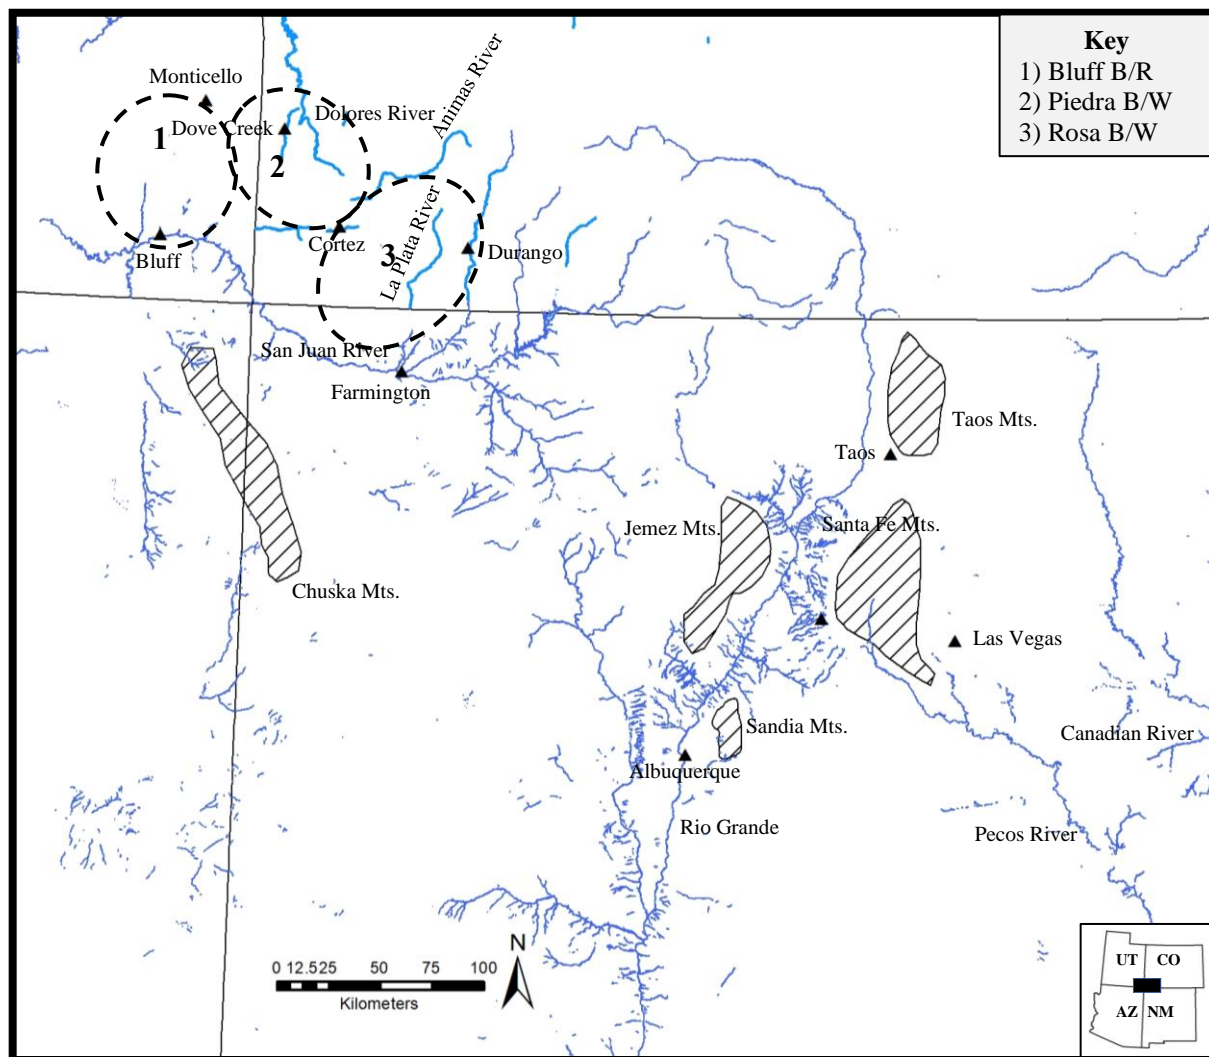 Key
1) Bluff B/R
2) Piedra B/W
3) Rosa B/W
Monticello
Animas River
Dolores River
1
Dove Creek
2
La Plata River
Cortez
3
Durango
Bluff
San Juan River
Farmington
Taos Mts.
Taos
Jemez Mts.
Santa Fe Mts.
Chuska Mts.
Las Vegas
Sandia Mts.
Canadian River
Albuquerque
Rio Grande
Pecos River
N
0 12.525 50 75 100
Kilometers
UT CO
AZ NM